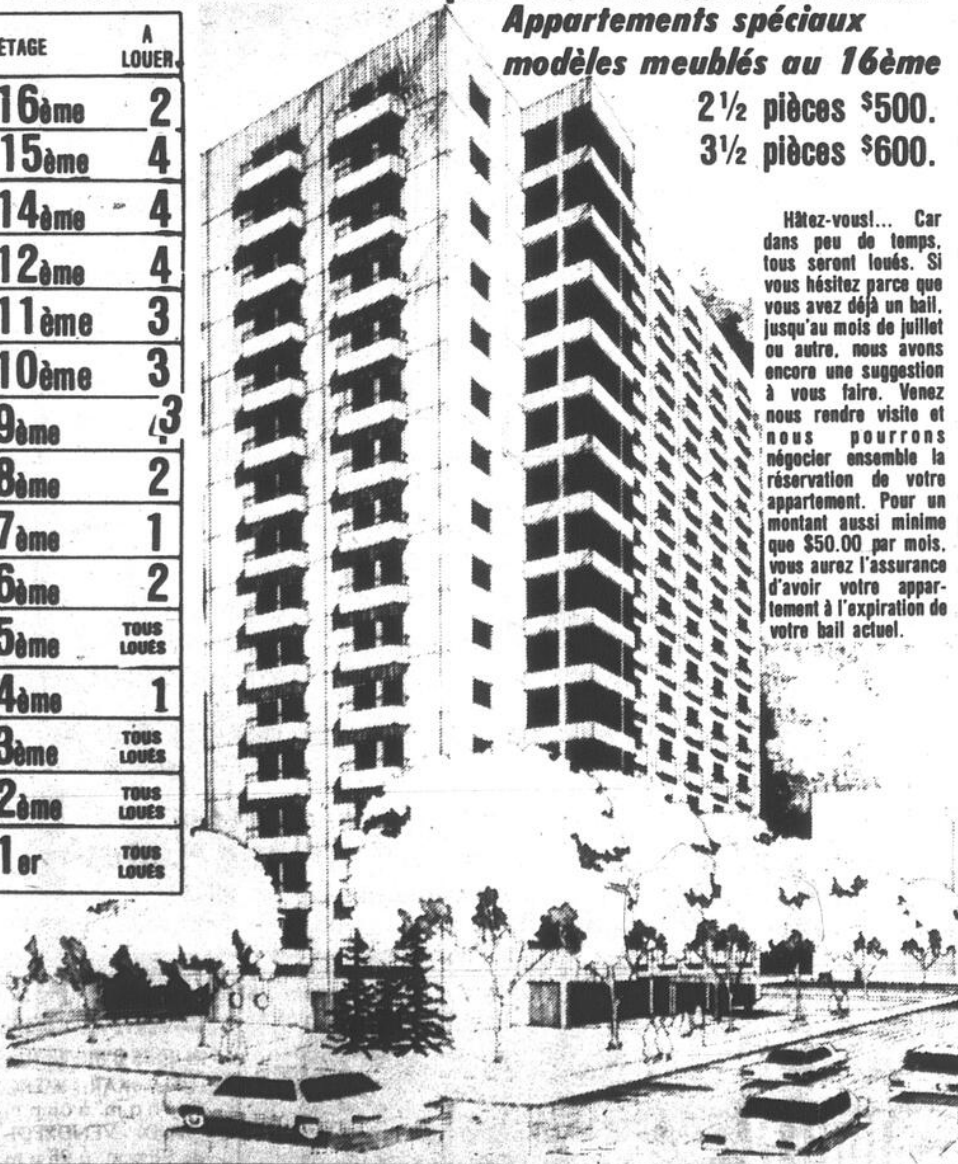 Appartements spéciaux
modèles meublés au 16ème
2½ pièces $500.
3½ pièces $600.
ÉTAGE A LOUER
16ème 2
15ème 4
14ème 4
12ème 4
11ème 3
10ème 3
9ème 3
8ème 2
7ème 1
6ème 2
5ème TOUS LOUÉS
4ème 1
3ème TOUS LOUÉS
2ème TOUS LOUÉS
1er TOUS LOUÉS
Hâtez-vous!... Car
dans peu de temps,
tous seront loués. Si
vous hésitez parce que
vous avez déjà un bail,
jusqu'au mois de juillet
ou autre, nous avons
encore une suggestion
à vous faire. Venez
nous rendre visite et
nous pourrons
négocier ensemble la
réservation de votre
appartement. Pour un
montant aussi minime
que $50.00 par mois,
vous aurez l'assurance
d'avoir votre appar-
tement à l'expiration de
votre bail actuel.